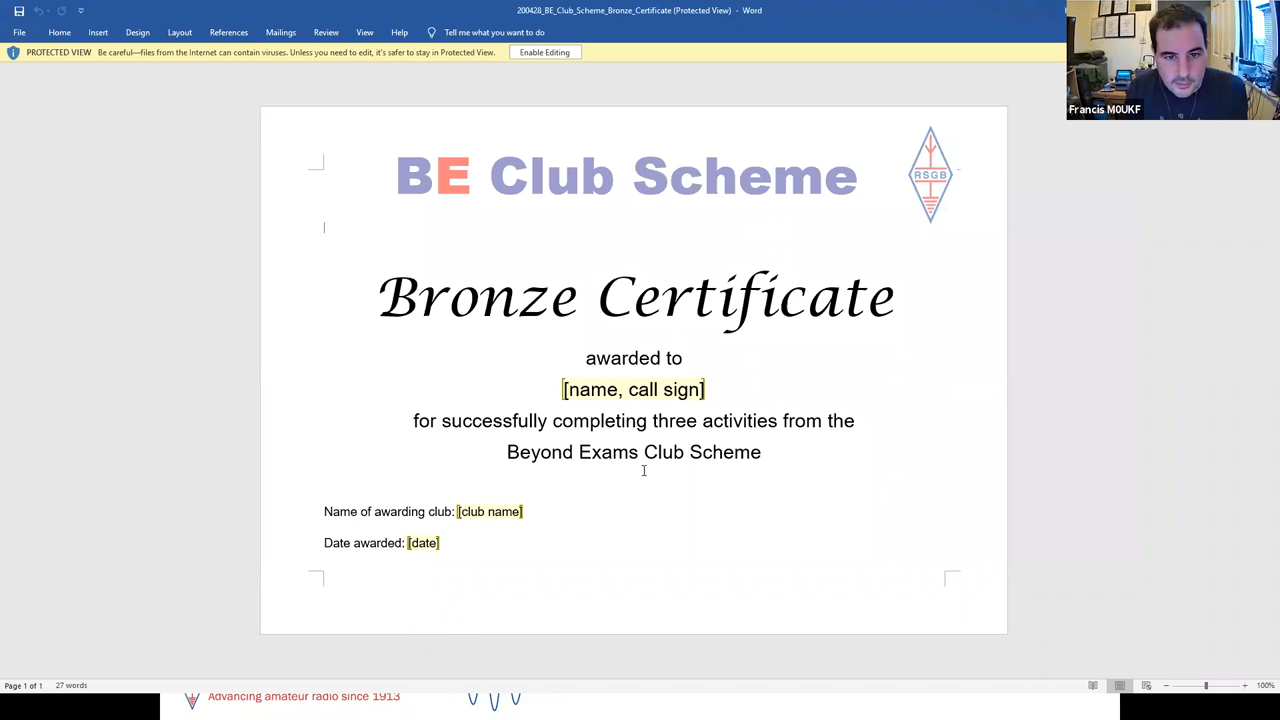 200428_BE_Club_Scheme_Bronze_Certificate (Protected View) - Word
File Home Insert Design Layout References Mailings Review View Help Tell me what you want to do
PROTECTED VIEW Be careful—files from the Internet can contain viruses. Unless you need to edit, it's safer to stay in Protected View. Enable Editing
Francis M0UKF
BE Club Scheme
RSGB
Bronze Certificate
awarded to
[name, call sign]
for successfully completing three activities from the
Beyond Exams Club Scheme
Name of awarding club: [club name]
Date awarded: [date]
Page 1 of 1 27 words 100%
Advancing amateur radio since 1913